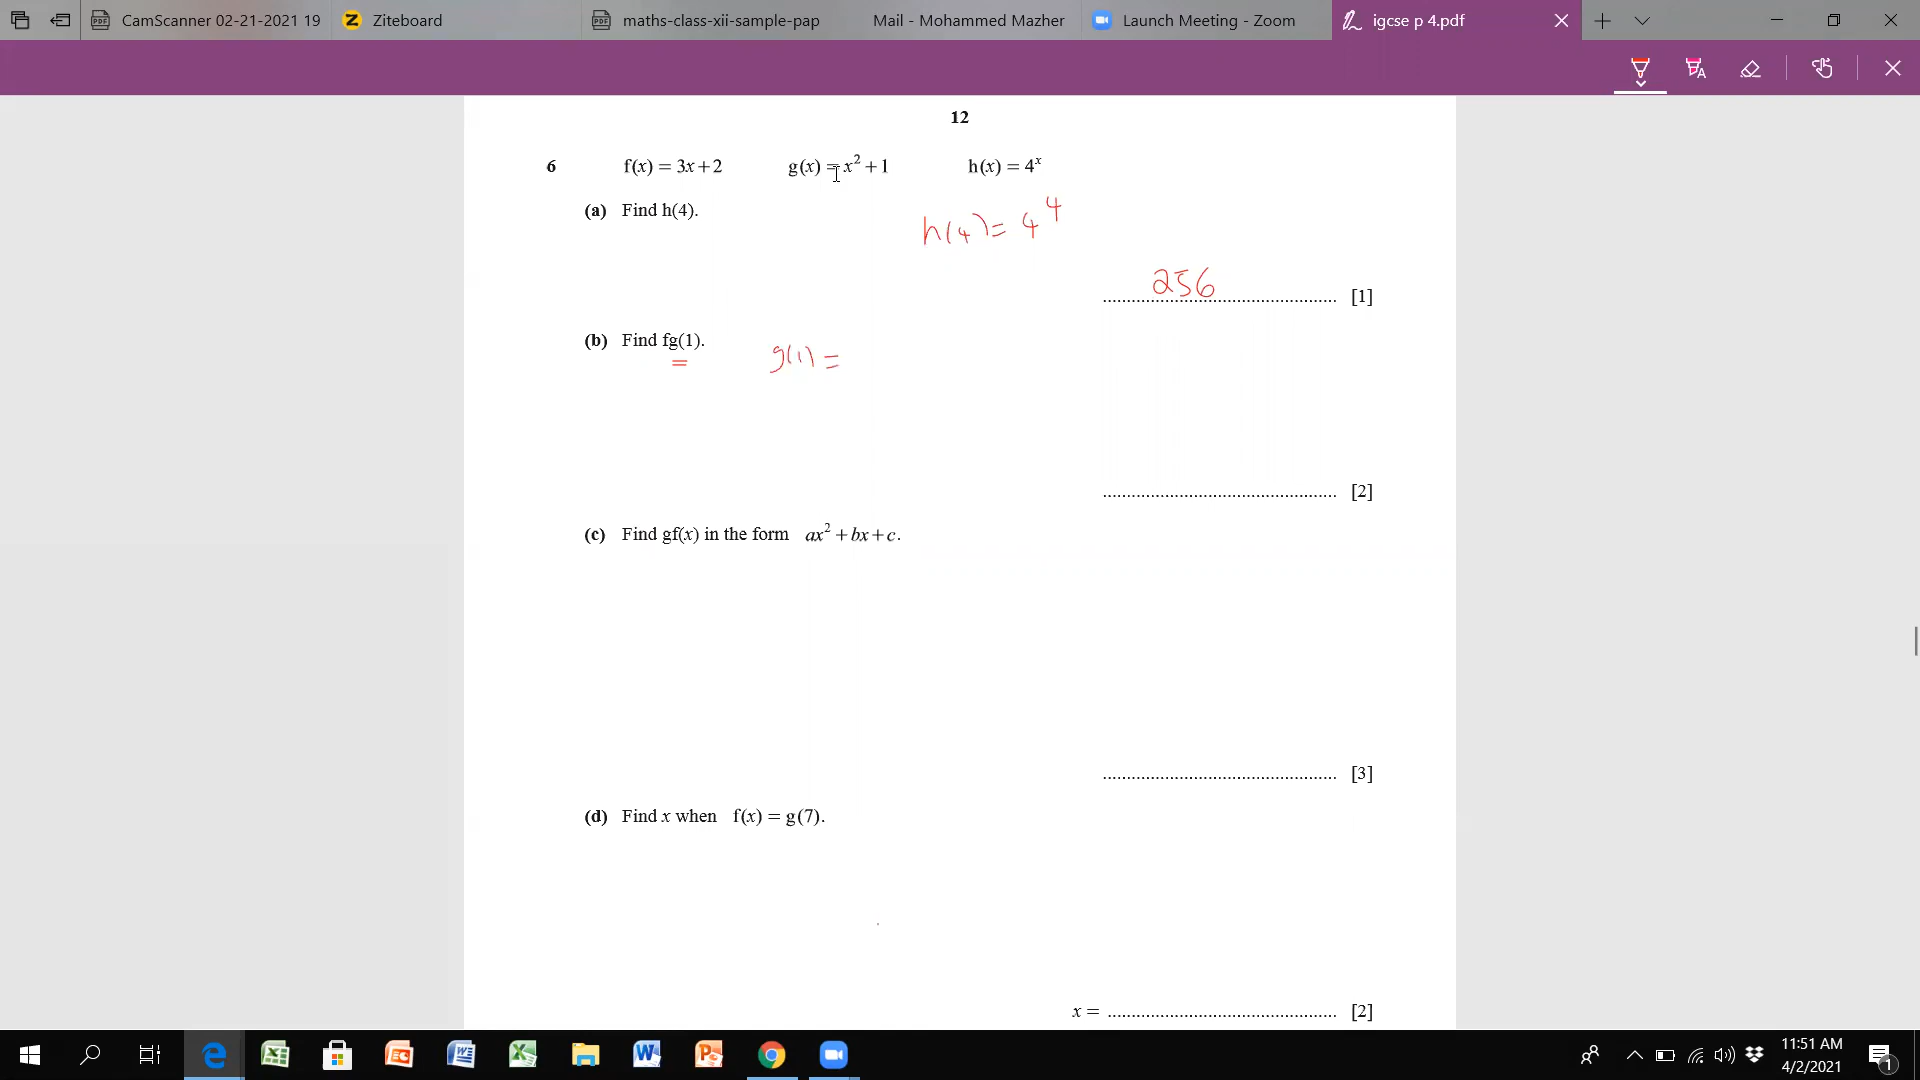 CamScanner 02-21-2021 19
Ziteboard
maths-class-xii-sample-pap
Mail - Mohammed Mazher
Launch Meeting - Zoom
igcse p 4.pdf
12
6 f(x) = 3x + 2 g(x) = x² + 1 h(x) = 4ˣ
(a) Find h(4).
h(4) = 4⁴
256
[1]
(b) Find fg(1).
g(1) =
[2]
(c) Find gf(x) in the form ax² + bx + c.
[3]
(d) Find x when f(x) = g(7).
x = [2]
11:51 AM
4/2/2021
1